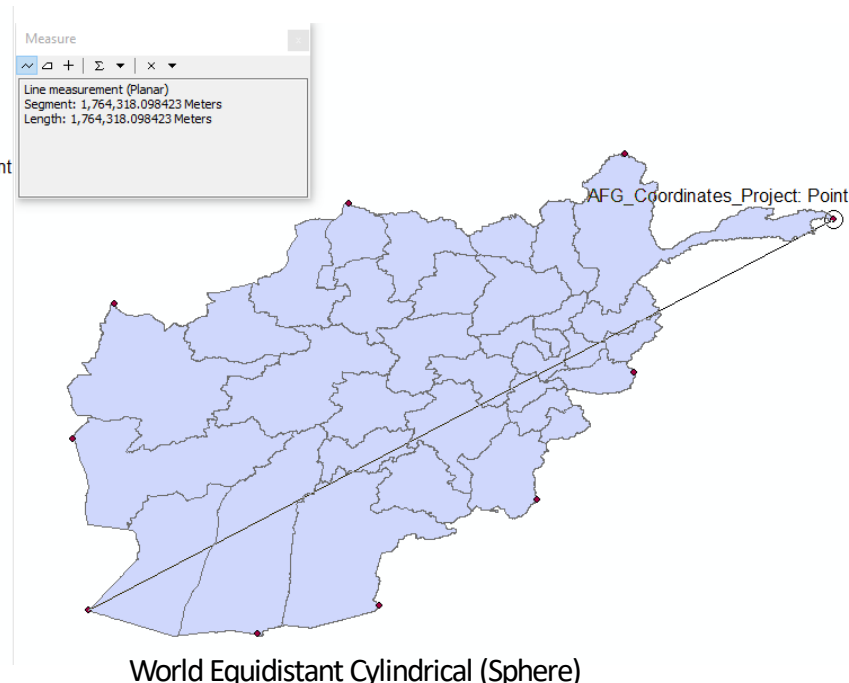 Measure
Line measurement (Planar)
Segment: 1,764,318.098423 Meters
Length: 1,764,318.098423 Meters
nt
AFG_Coordinates_Project: Point
World Equidistant Cylindrical (Sphere)